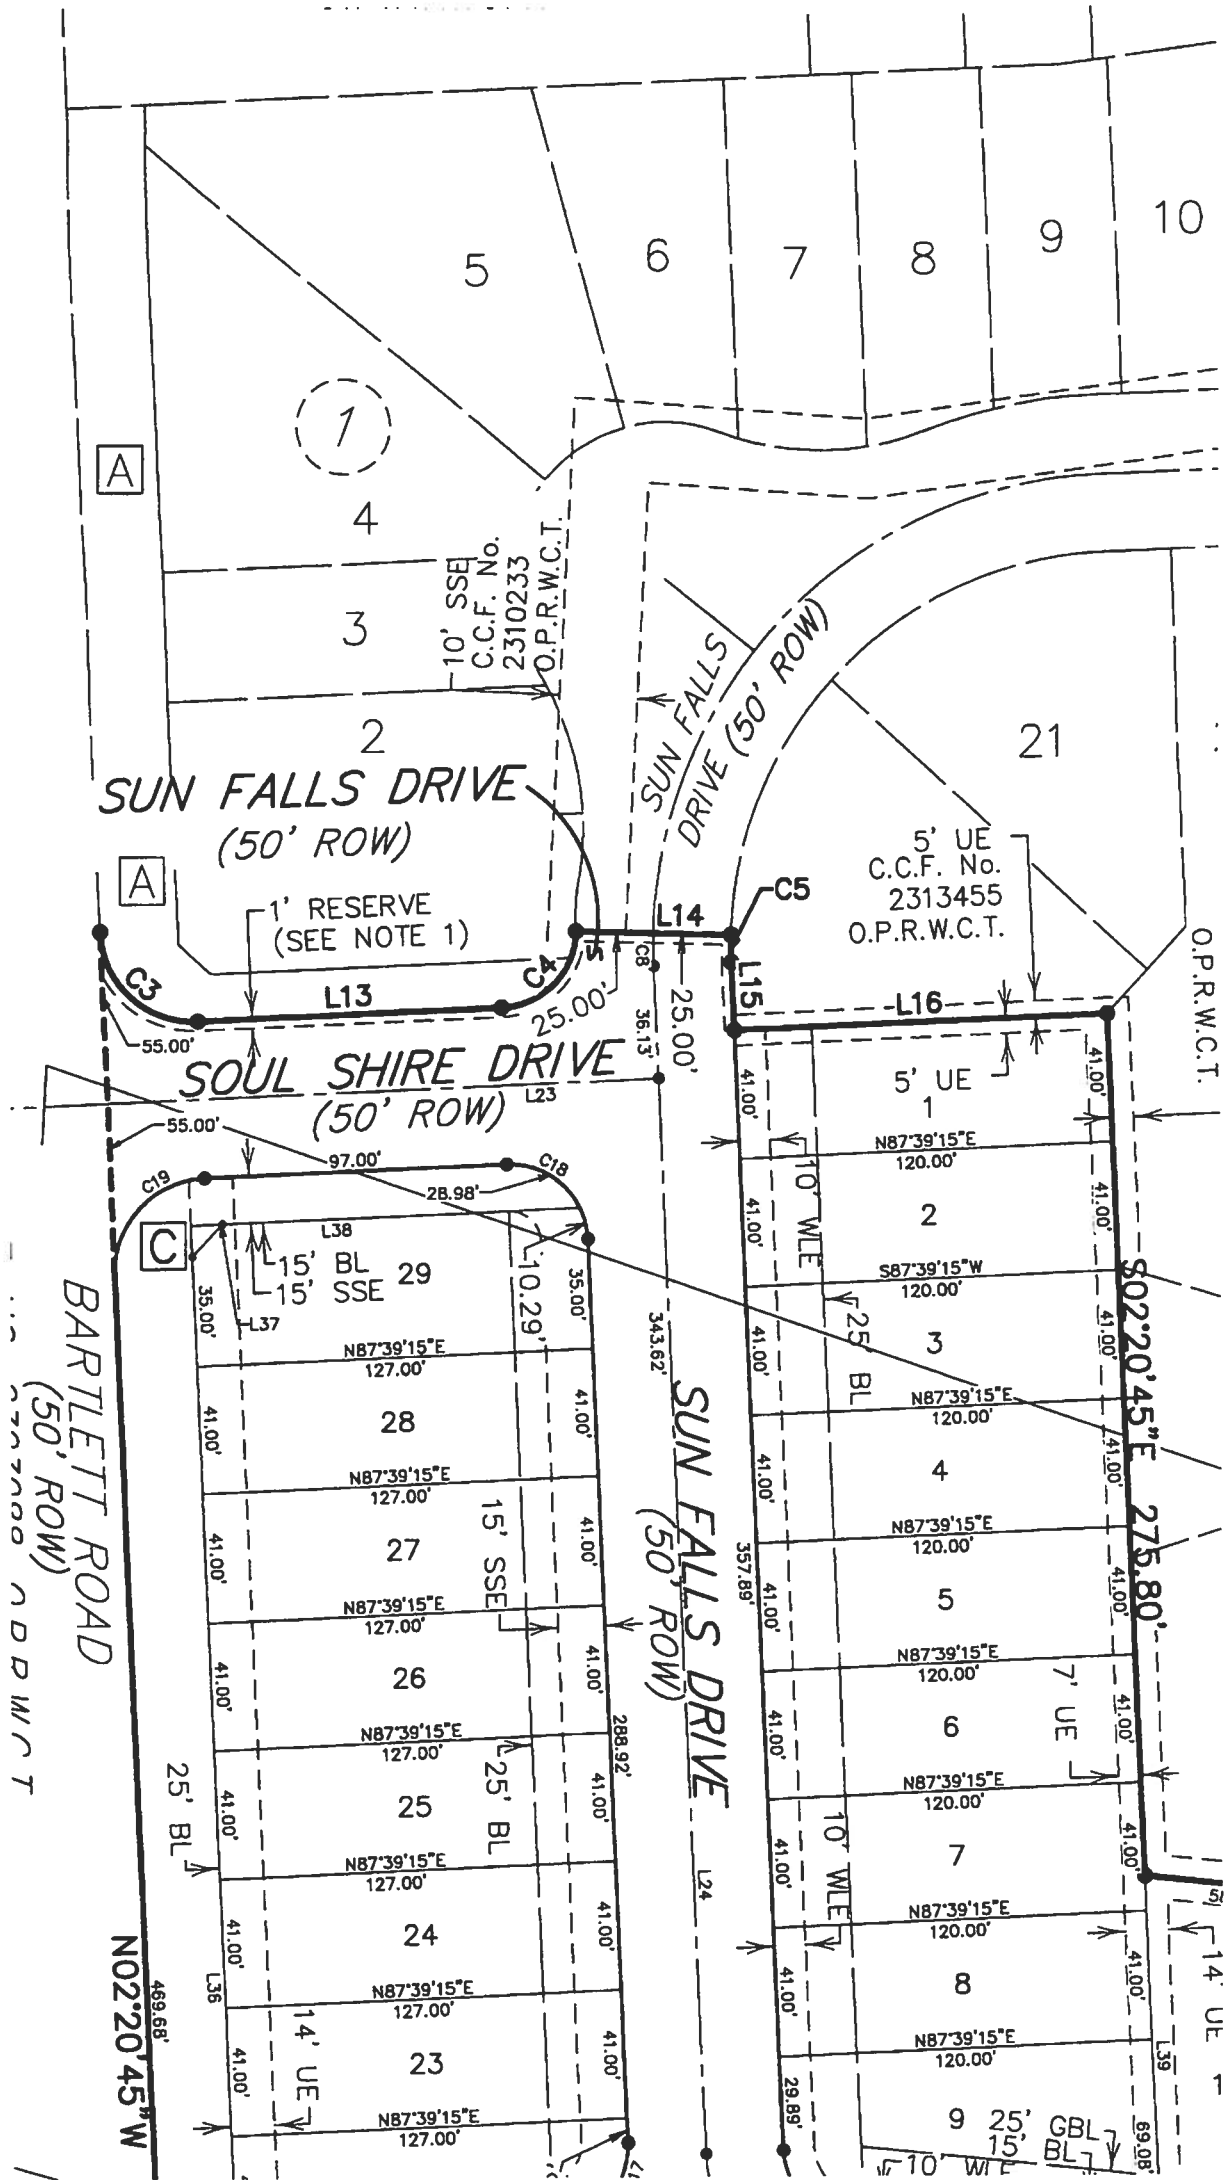 5
6
7
8
9
10
1
A
4
3
2
10' SSE
C.C.F. No.
2310233
O.P.R.W.C.T.
SUN FALLS
DRIVE (50' ROW)
21
SUN FALLS DRIVE
(50' ROW)
A
1' RESERVE
(SEE NOTE 1)
5' UE
C.C.F. No.
2313455
O.P.R.W.C.T.
O.P.R.W.C.T.
C3
L13
C4
L14
C5
L15
L16
C8
25.00'
25.00'
36.13'
55.00'
SOUL SHIRE DRIVE
(50' ROW)
L23
55.00'
97.00'
C19
C18
28.98'
L38
C
15' BL
15' SSE
L37
10.29'
29
35.00'
35.00'
N87°39'15"E
127.00'
41.00'
28
41.00'
N87°39'15"E
127.00'
41.00'
27
41.00'
15' SSE
N87°39'15"E
127.00'
41.00'
26
41.00'
288.92'
N87°39'15"E
127.00'
25' BL
25' BL
41.00'
25
41.00'
N87°39'15"E
127.00'
41.00'
24
41.00'
L36
N87°39'15"E
127.00'
41.00'
23
41.00'
14' UE
N87°39'15"E
127.00'
BARTLETT ROAD
(50' ROW)
N02°20'45"W
469.68'
343.62'
SUN FALLS DRIVE
(50' ROW)
L24
357.89'
5' UE
1
41.00'
41.00'
N87°39'15"E
120.00'
10' WLE
2
41.00'
41.00'
S87°39'15"W
120.00'
25' BL
3
41.00'
41.00'
N87°39'15"E
120.00'
4
41.00'
41.00'
N87°39'15"E
120.00'
5
41.00'
41.00'
N87°39'15"E
120.00'
6
41.00'
41.00'
7' UE
N87°39'15"E
120.00'
10' WLE
7
41.00'
41.00'
N87°39'15"E
120.00'
8
41.00'
41.00'
N87°39'15"E
120.00'
9
29.89'
25' GBL
15' BL
10' WLE
69.08'
L39
14' UE
S02°20'45"E 275.80'